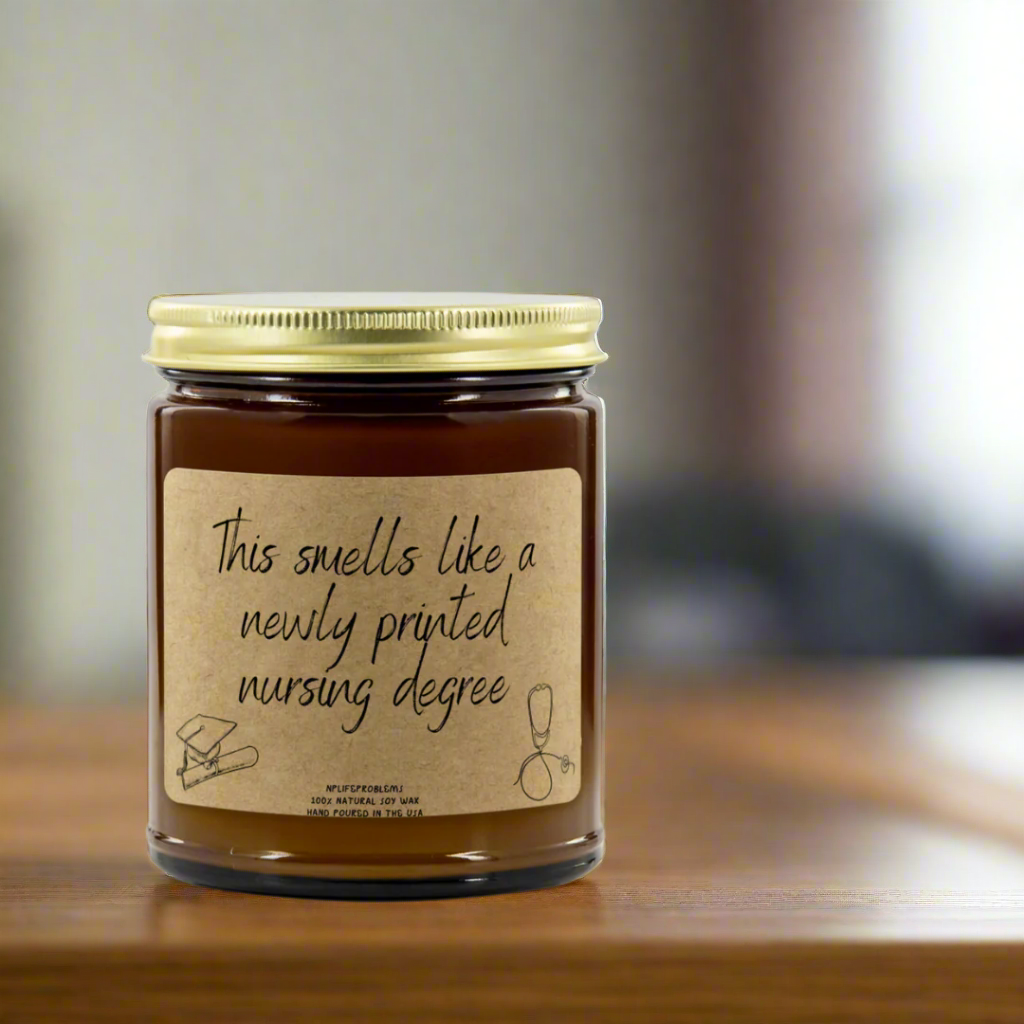 This smells like a
newly printed
nursing degree
NPLIFEPROBLEMS
100% NATURAL SOY WAX
HAND POURED IN THE USA